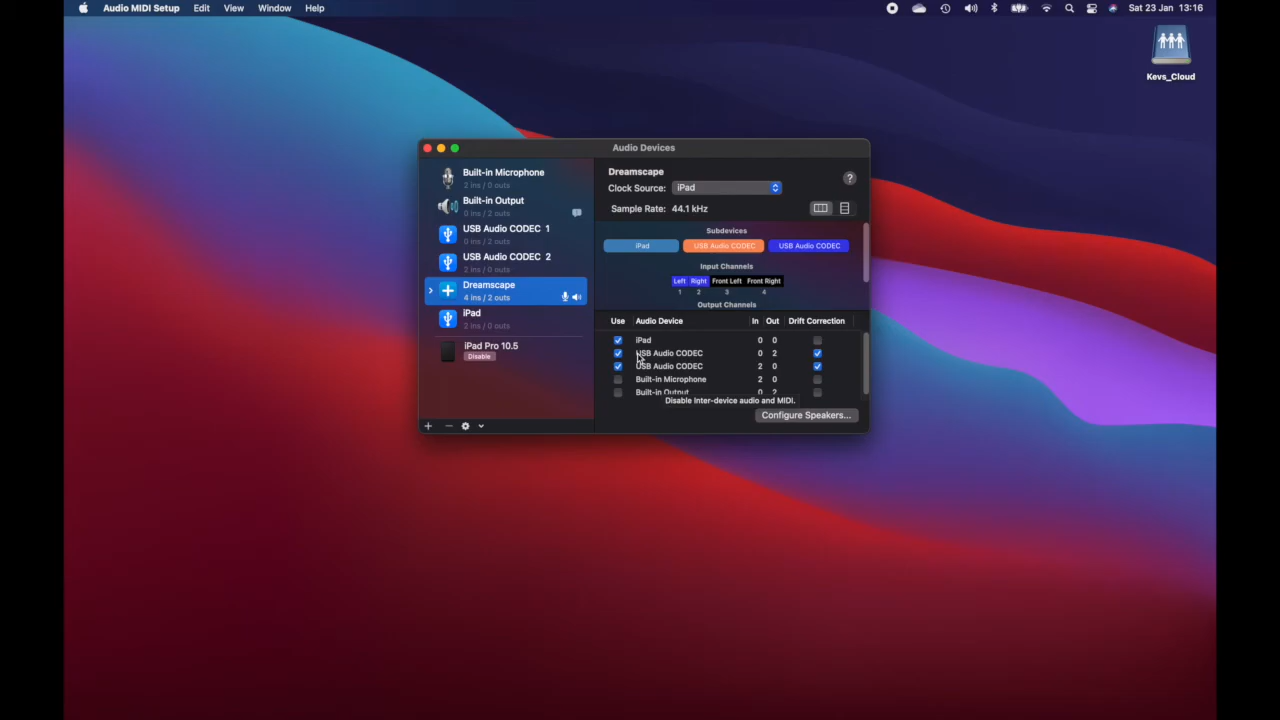 Audio MIDI Setup Edit View Window Help Sat 23 Jan 13:16
Kevs_Cloud
Audio Devices
Built-in Microphone
2 ins / 0 outs
Built-in Output
0 ins / 2 outs
USB Audio CODEC 1
0 ins / 2 outs
USB Audio CODEC 2
2 ins / 0 outs
Dreamscape
4 ins / 2 outs
iPad
2 ins / 0 outs
iPad Pro 10.5
Disable
Dreamscape
?
Clock Source: iPad
Sample Rate: 44.1 kHz
Subdevices
iPad USB Audio CODEC USB Audio CODEC
Input Channels
Left Right Front Left Front Right
1 2 3 4
Output Channels
Use Audio Device In Out Drift Correction
iPad 0 0
USB Audio CODEC 0 2
USB Audio CODEC 2 0
Built-in Microphone 2 0
Built-in Output 0 2
Disable Inter-device audio and MIDI.
Configure Speakers...